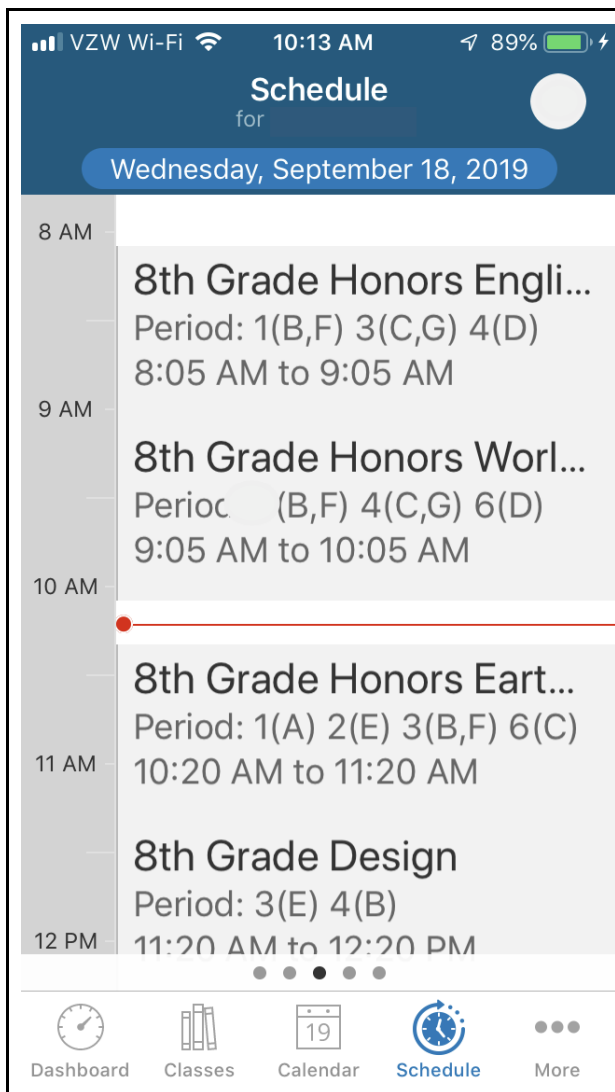 VZW Wi-Fi 10:13 AM 89%
Schedule
for
Wednesday, September 18, 2019
8 AM
8th Grade Honors Engli...
Period: 1(B,F) 3(C,G) 4(D)
8:05 AM to 9:05 AM
9 AM
8th Grade Honors Worl...
Period (B,F) 4(C,G) 6(D)
9:05 AM to 10:05 AM
10 AM
8th Grade Honors Eart...
Period: 1(A) 2(E) 3(B,F) 6(C)
11 AM
10:20 AM to 11:20 AM
8th Grade Design
Period: 3(E) 4(B)
12 PM
11:20 AM to 12:20 PM
19
Dashboard Classes Calendar Schedule More